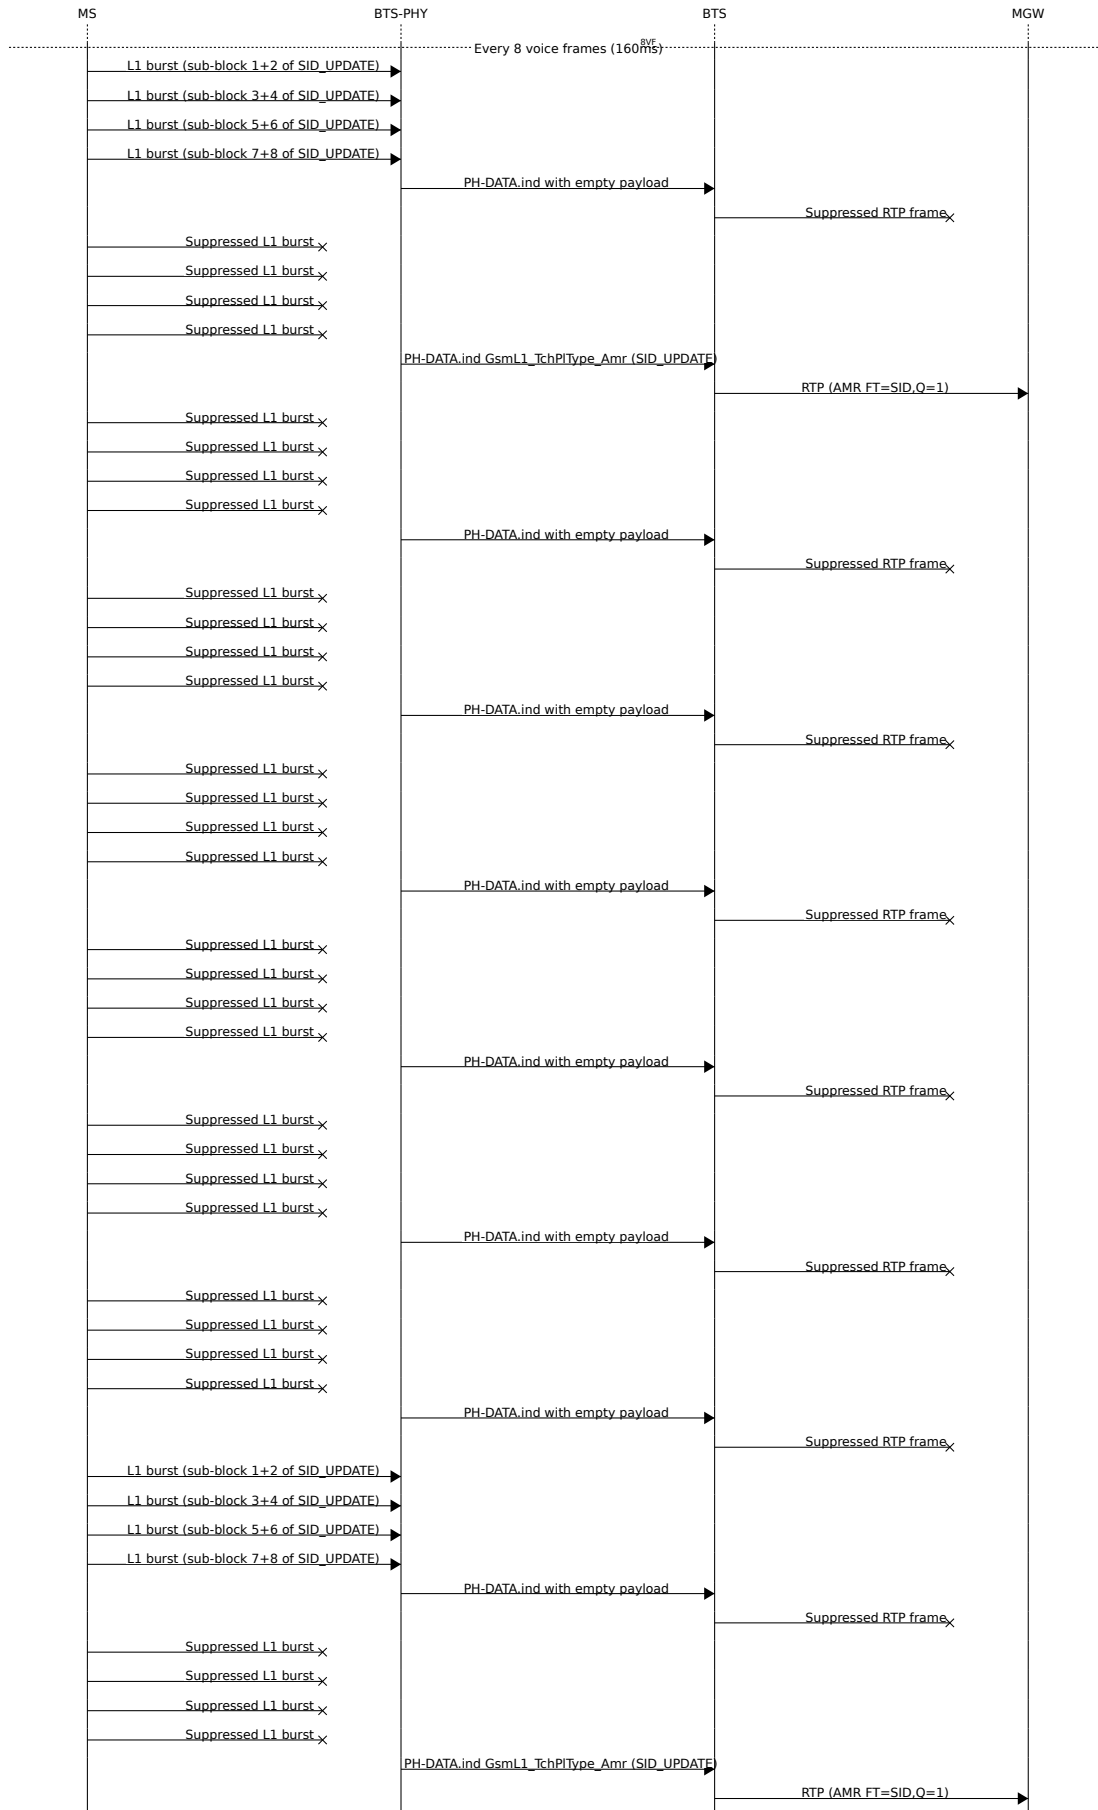 MS BTS-PHY BTS MGW
8VF
Every 8 voice frames (160ms)
L1 burst (sub-block 1+2 of SID_UPDATE)
L1 burst (sub-block 3+4 of SID_UPDATE)
L1 burst (sub-block 5+6 of SID_UPDATE)
L1 burst (sub-block 7+8 of SID_UPDATE)
PH-DATA.ind with empty payload
Suppressed RTP frame
Suppressed L1 burst
Suppressed L1 burst
Suppressed L1 burst
Suppressed L1 burst
PH-DATA.ind GsmL1_TchPlType_Amr (SID_UPDATE)
RTP (AMR FT=SID,Q=1)
Suppressed L1 burst
Suppressed L1 burst
Suppressed L1 burst
Suppressed L1 burst
PH-DATA.ind with empty payload
Suppressed RTP frame
Suppressed L1 burst
Suppressed L1 burst
Suppressed L1 burst
Suppressed L1 burst
PH-DATA.ind with empty payload
Suppressed RTP frame
Suppressed L1 burst
Suppressed L1 burst
Suppressed L1 burst
Suppressed L1 burst
PH-DATA.ind with empty payload
Suppressed RTP frame
Suppressed L1 burst
Suppressed L1 burst
Suppressed L1 burst
Suppressed L1 burst
PH-DATA.ind with empty payload
Suppressed RTP frame
Suppressed L1 burst
Suppressed L1 burst
Suppressed L1 burst
Suppressed L1 burst
PH-DATA.ind with empty payload
Suppressed RTP frame
Suppressed L1 burst
Suppressed L1 burst
Suppressed L1 burst
Suppressed L1 burst
PH-DATA.ind with empty payload
Suppressed RTP frame
L1 burst (sub-block 1+2 of SID_UPDATE)
L1 burst (sub-block 3+4 of SID_UPDATE)
L1 burst (sub-block 5+6 of SID_UPDATE)
L1 burst (sub-block 7+8 of SID_UPDATE)
PH-DATA.ind with empty payload
Suppressed RTP frame
Suppressed L1 burst
Suppressed L1 burst
Suppressed L1 burst
Suppressed L1 burst
PH-DATA.ind GsmL1_TchPlType_Amr (SID_UPDATE)
RTP (AMR FT=SID,Q=1)